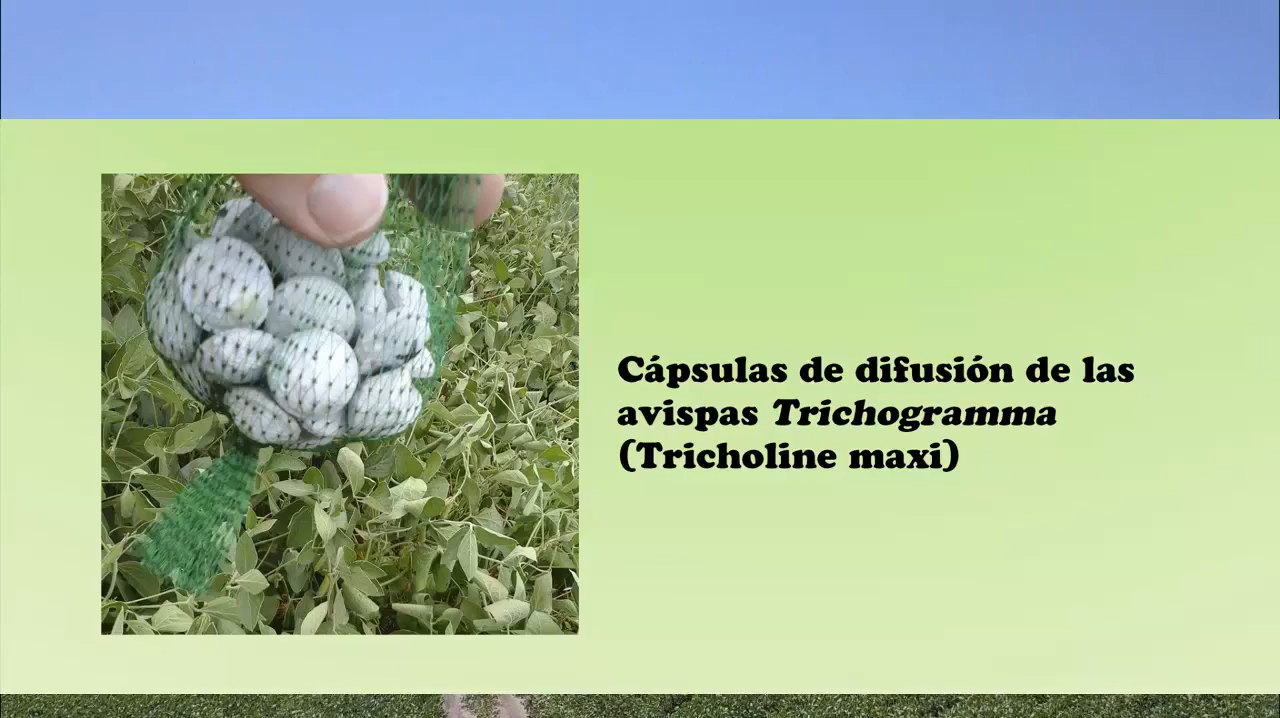 Cápsulas de difusión de las
avispas Trichogramma
(Tricholine maxi)